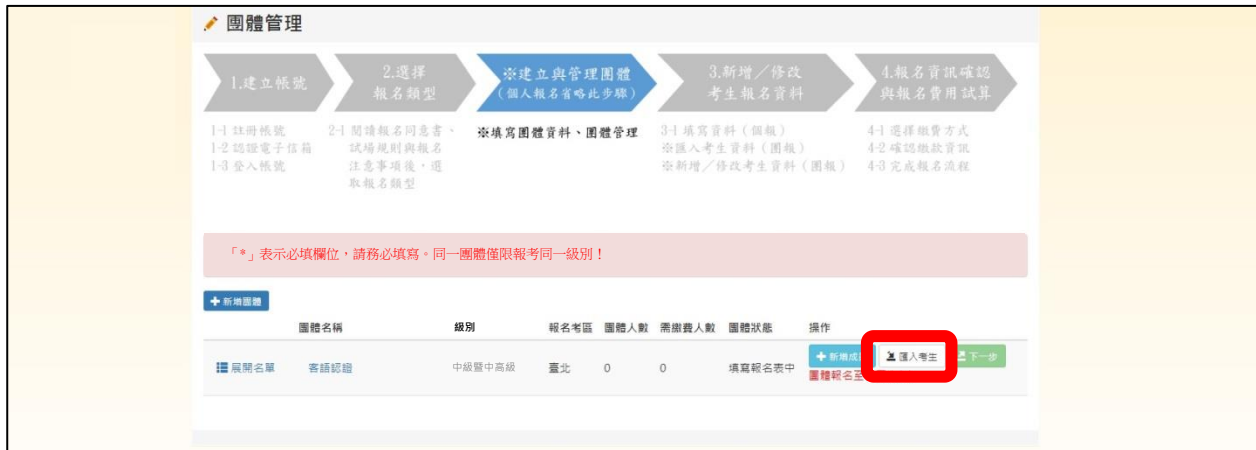 團體管理
1.建立帳號
2.選擇
報名類型
※建立與管理團體
（個人報名省略此步驟）
3.新增／修改
考生報名資料
4.報名資訊確認
與報名費用試算
1-1 註冊帳號
1-2 認證電子信箱
1-3 登入帳號
2-1 閱讀報名同意書、
試場規則與報名
注意事項後，選
取報名類型
※填寫團體資料、團體管理
3-1 填寫資料（個報）
※匯入考生資料（團報）
※新增／修改考生資料（團報）
4-1 選擇繳費方式
4-2 確認繳款資訊
4-3 完成報名流程
「*」表示必填欄位，請務必填寫。同一團體僅限報考同一級別！
新增團體
團體名稱 級別 報名考區 團體人數 需繳費人數 團體狀態 操作
展開名單 客語認證 中級暨中高級 臺北 0 0 填寫報名表中 新增成 匯入考生 下一步
團體報名至